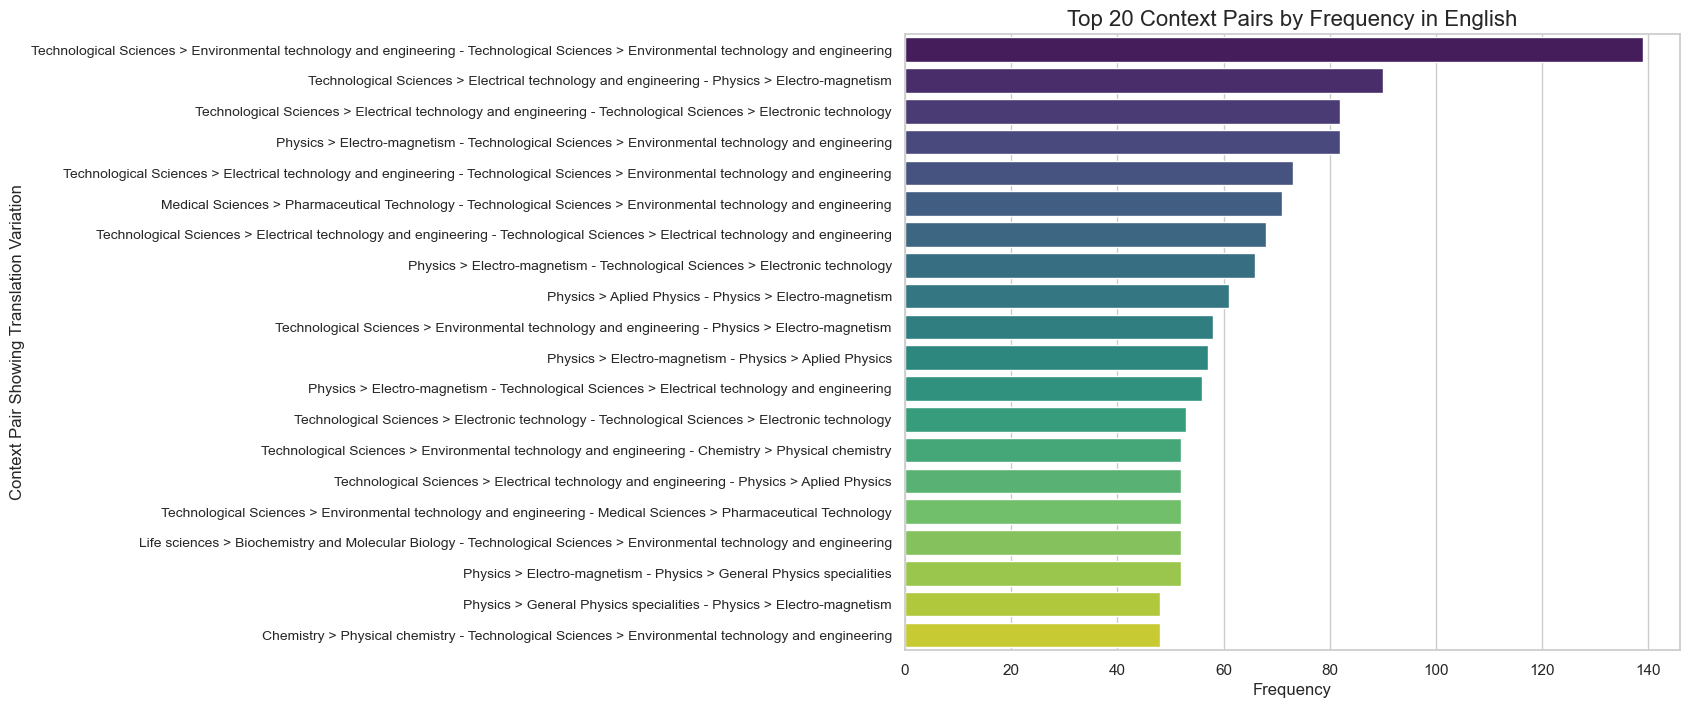 Top 20 Context Pairs by Frequency in English
Context Pair Showing Translation Variation
Technological Sciences > Environmental technology and engineering - Technological Sciences > Environmental technology and engineering
Technological Sciences > Electrical technology and engineering - Physics > Electro-magnetism
Technological Sciences > Electrical technology and engineering - Technological Sciences > Electronic technology
Physics > Electro-magnetism - Technological Sciences > Environmental technology and engineering
Technological Sciences > Electrical technology and engineering - Technological Sciences > Environmental technology and engineering
Medical Sciences > Pharmaceutical Technology - Technological Sciences > Environmental technology and engineering
Technological Sciences > Electrical technology and engineering - Technological Sciences > Electrical technology and engineering
Physics > Electro-magnetism - Technological Sciences > Electronic technology
Physics > Aplied Physics - Physics > Electro-magnetism
Technological Sciences > Environmental technology and engineering - Physics > Electro-magnetism
Physics > Electro-magnetism - Physics > Aplied Physics
Physics > Electro-magnetism - Technological Sciences > Electrical technology and engineering
Technological Sciences > Electronic technology - Technological Sciences > Electronic technology
Technological Sciences > Environmental technology and engineering - Chemistry > Physical chemistry
Technological Sciences > Electrical technology and engineering - Physics > Aplied Physics
Technological Sciences > Environmental technology and engineering - Medical Sciences > Pharmaceutical Technology
Life sciences > Biochemistry and Molecular Biology - Technological Sciences > Environmental technology and engineering
Physics > Electro-magnetism - Physics > General Physics specialities
Physics > General Physics specialities - Physics > Electro-magnetism
Chemistry > Physical chemistry - Technological Sciences > Environmental technology and engineering
0 20 40 60 80 100 120 140
Frequency